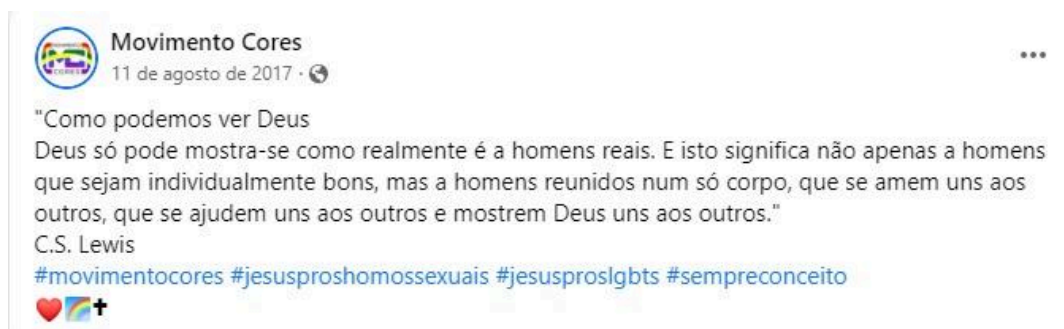 Movimento Cores
11 de agosto de 2017 ·
"Como podemos ver Deus
Deus só pode mostra-se como realmente é a homens reais. E isto significa não apenas a homens
que sejam individualmente bons, mas a homens reunidos num só corpo, que se amem uns aos
outros, que se ajudem uns aos outros e mostrem Deus uns aos outros."
C.S. Lewis
#movimentocores #jesusproshomossexuais #jesusproslgbts #sempreconceito